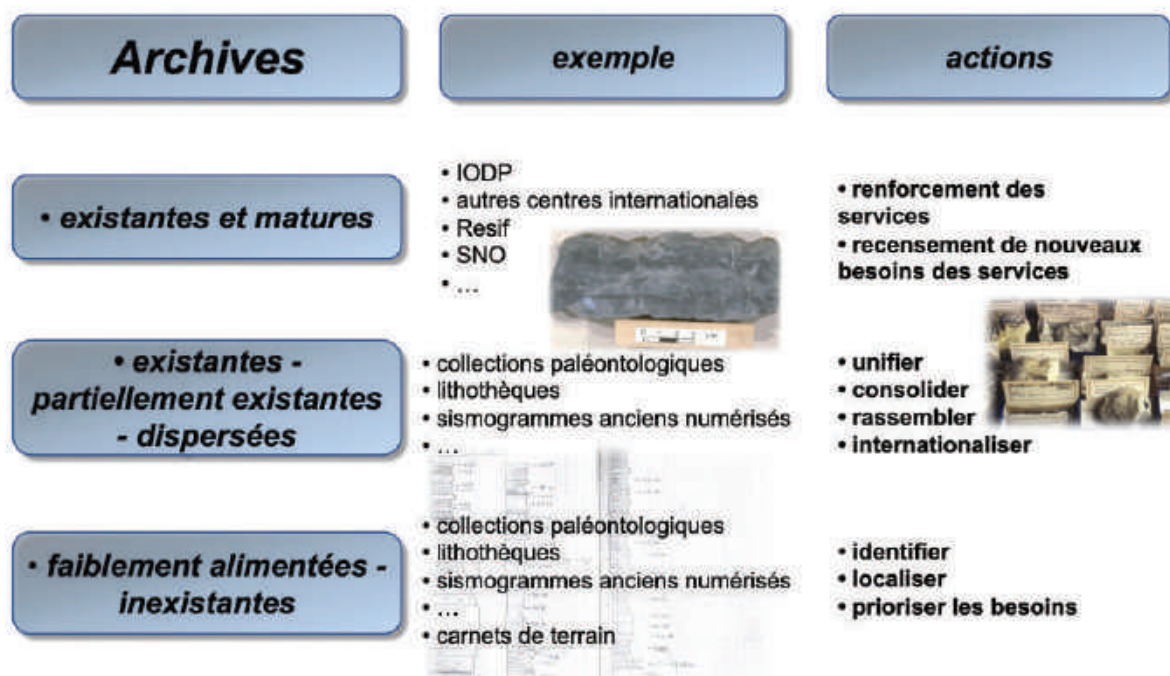 Archives
exemple
actions
• existantes et matures
• IODP
• autres centres internationales
• Resif
• SNO
• ...
• renforcement des
services
• recensement de nouveaux
besoins des services
• existantes -
partiellement existantes
- dispersées
• collections paléontologiques
• lithothèques
• sismogrammes anciens numérisés
• ...
• unifier
• consolider
• rassembler
• internationaliser
• faiblement alimentées -
inexistantes
• collections paléontologiques
• lithothèques
• sismogrammes anciens numérisés
• ...
• carnets de terrain
• identifier
• localiser
• prioriser les besoins